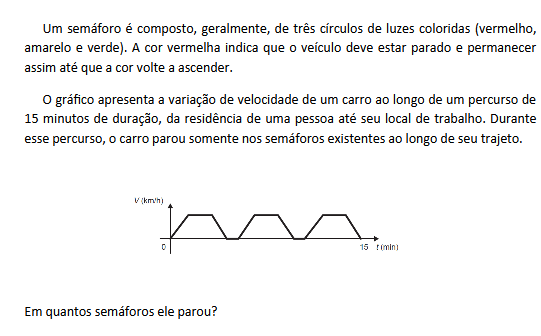 Um semáforo é composto, geralmente, de três círculos de luzes coloridas (vermelho,
amarelo e verde). A cor vermelha indica que o veículo deve estar parado e permanecer
assim até que a cor volte a ascender.
O gráfico apresenta a variação de velocidade de um carro ao longo de um percurso de
15 minutos de duração, da residência de uma pessoa até seu local de trabalho. Durante
esse percurso, o carro parou somente nos semáforos existentes ao longo de seu trajeto.
V (km/h)
0
15 t (min)
Em quantos semáforos ele parou?